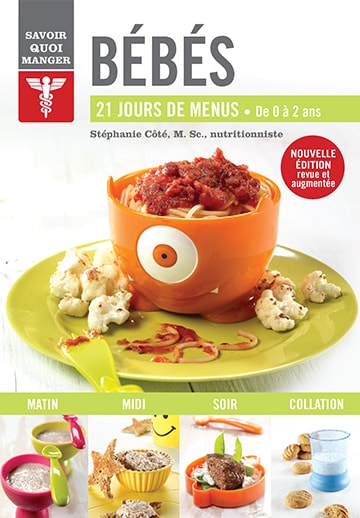 SAVOIR
QUOI
MANGER
BÉBÉS
21 JOURS DE MENUS • De 0 à 2 ans
Stéphanie Côté, M. Sc., nutritionniste
NOUVELLE
ÉDITION
revue et
augmentée
MATIN MIDI SOIR COLLATION